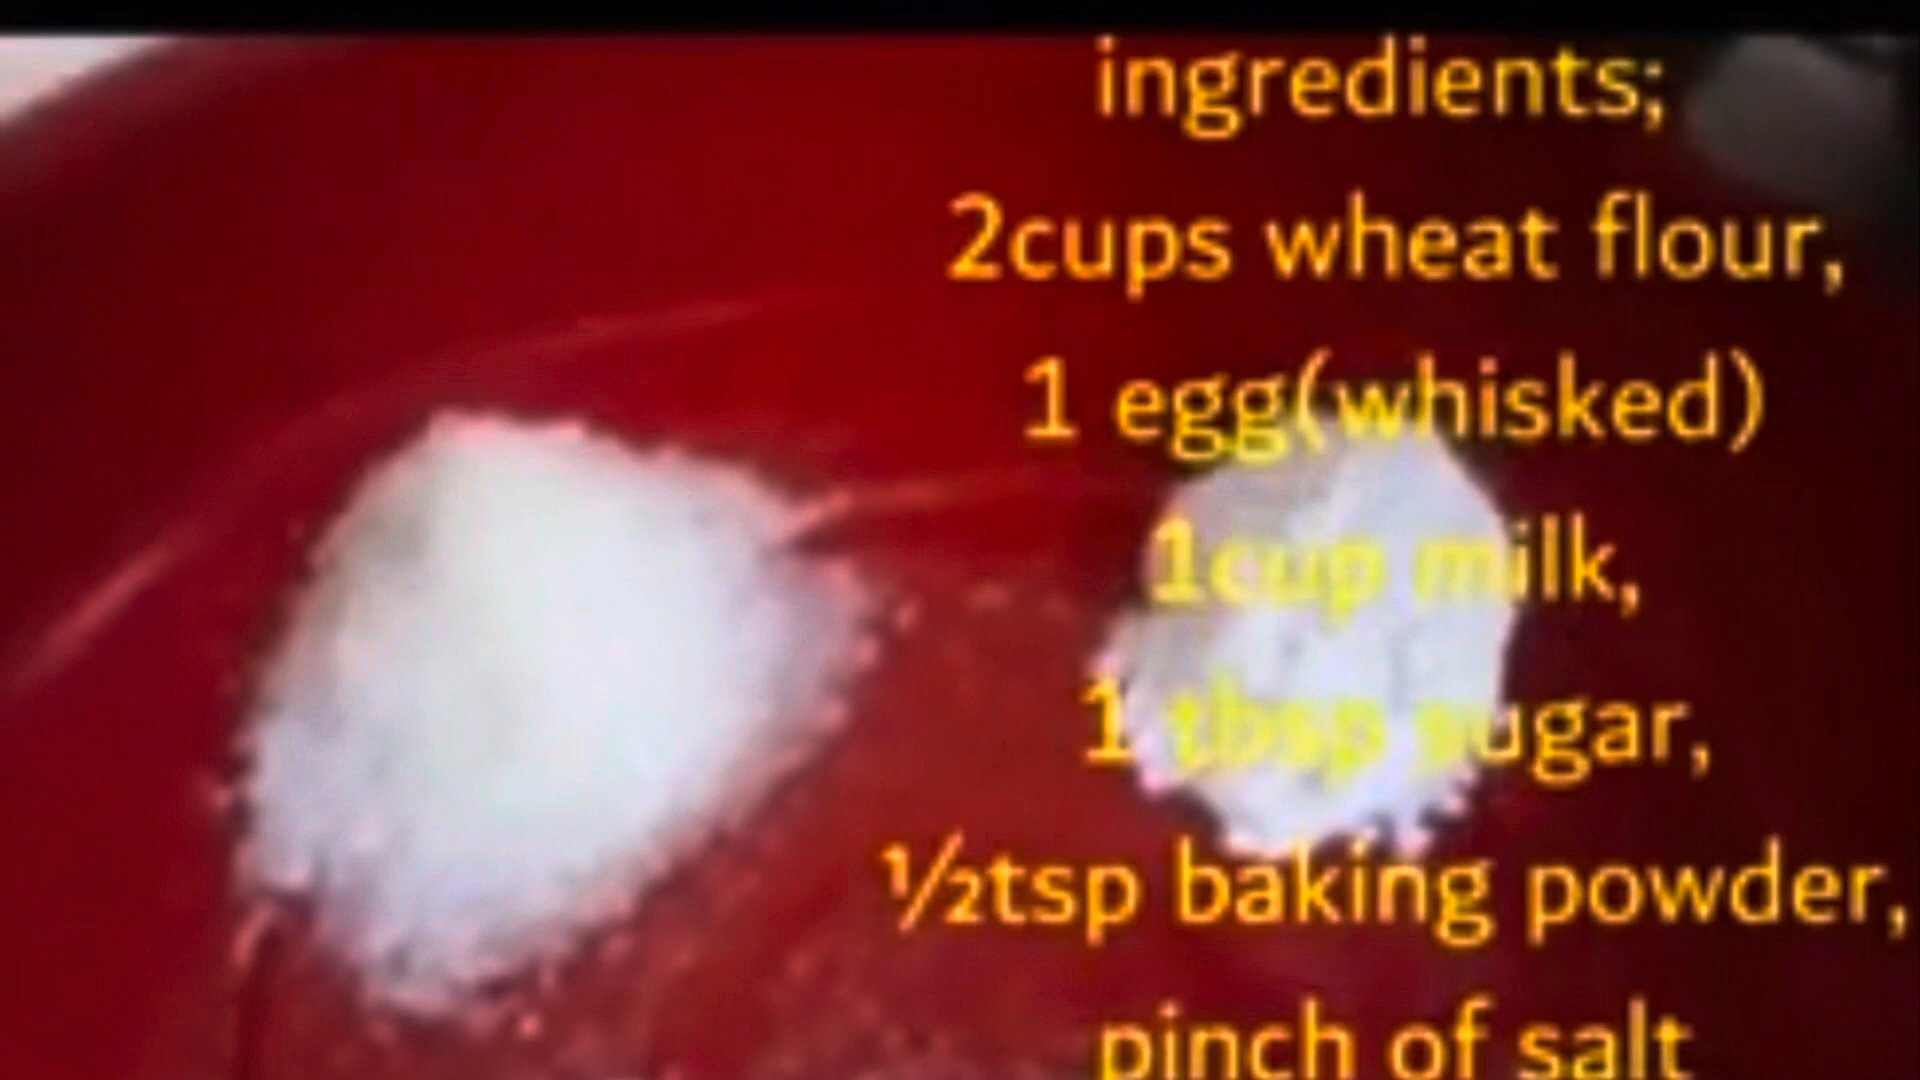 ingredients;
2cups wheat flour,
1 egg(whisked)
1cup milk,
1 tbsp sugar,
½tsp baking powder,
pinch of salt